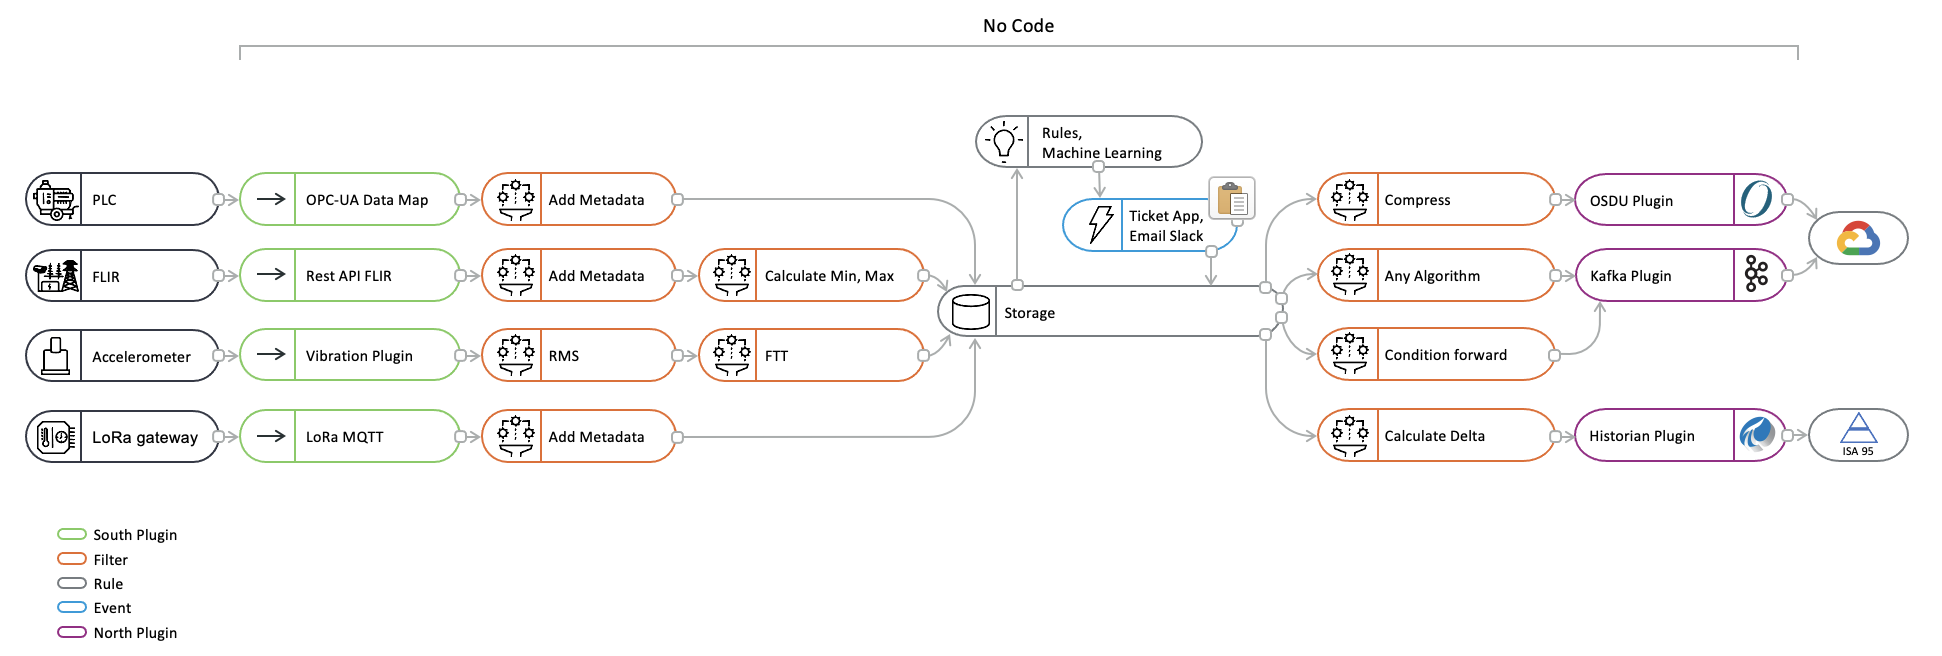 No Code
Rules,
Machine Learning
PLC
OPC-UA Data Map
Add Metadata
Ticket App,
Email Slack
Compress
OSDU Plugin
FLIR
Rest API FLIR
Add Metadata
Calculate Min, Max
Any Algorithm
Kafka Plugin
Storage
Accelerometer
Vibration Plugin
RMS
FTT
Condition forward
LoRa gateway
LoRa MQTT
Add Metadata
Calculate Delta
Historian Plugin
ISA 95
South Plugin
Filter
Rule
Event
North Plugin